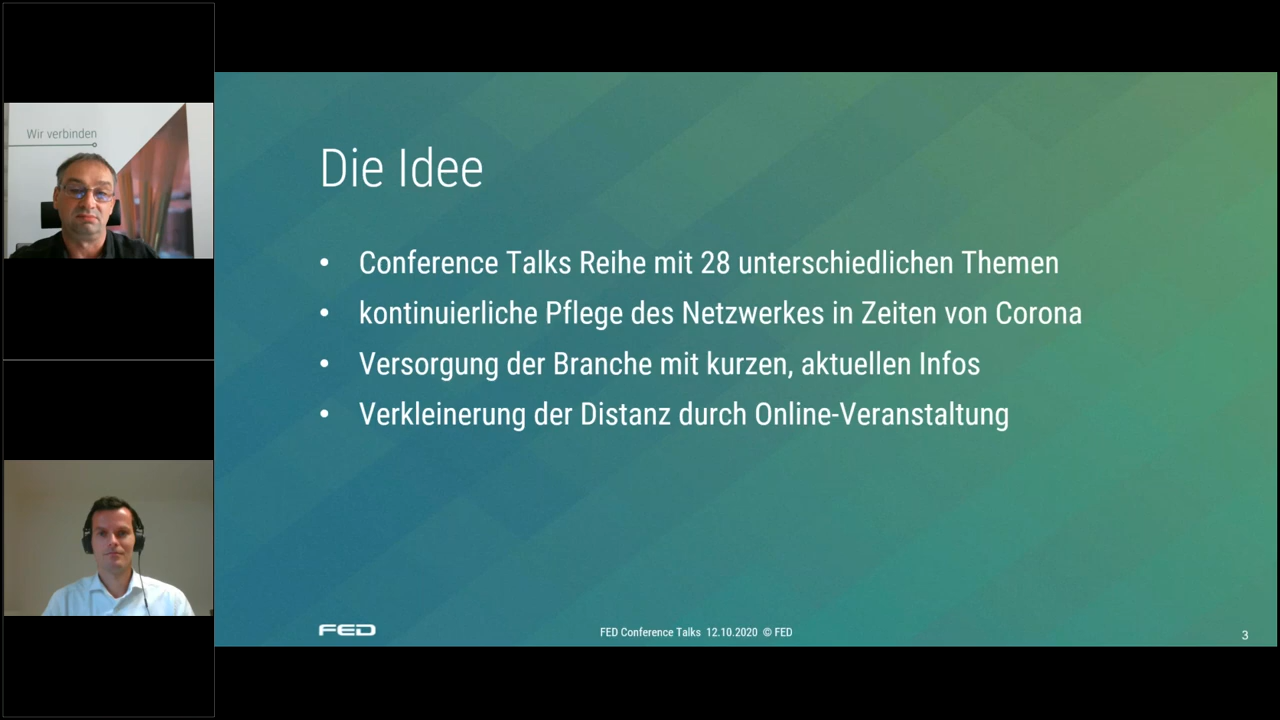 Wir verbinden
Die Idee
• Conference Talks Reihe mit 28 unterschiedlichen Themen
• kontinuierliche Pflege des Netzwerkes in Zeiten von Corona
• Versorgung der Branche mit kurzen, aktuellen Infos
• Verkleinerung der Distanz durch Online-Veranstaltung
FED
FED Conference Talks 12.10.2020 © FED
3